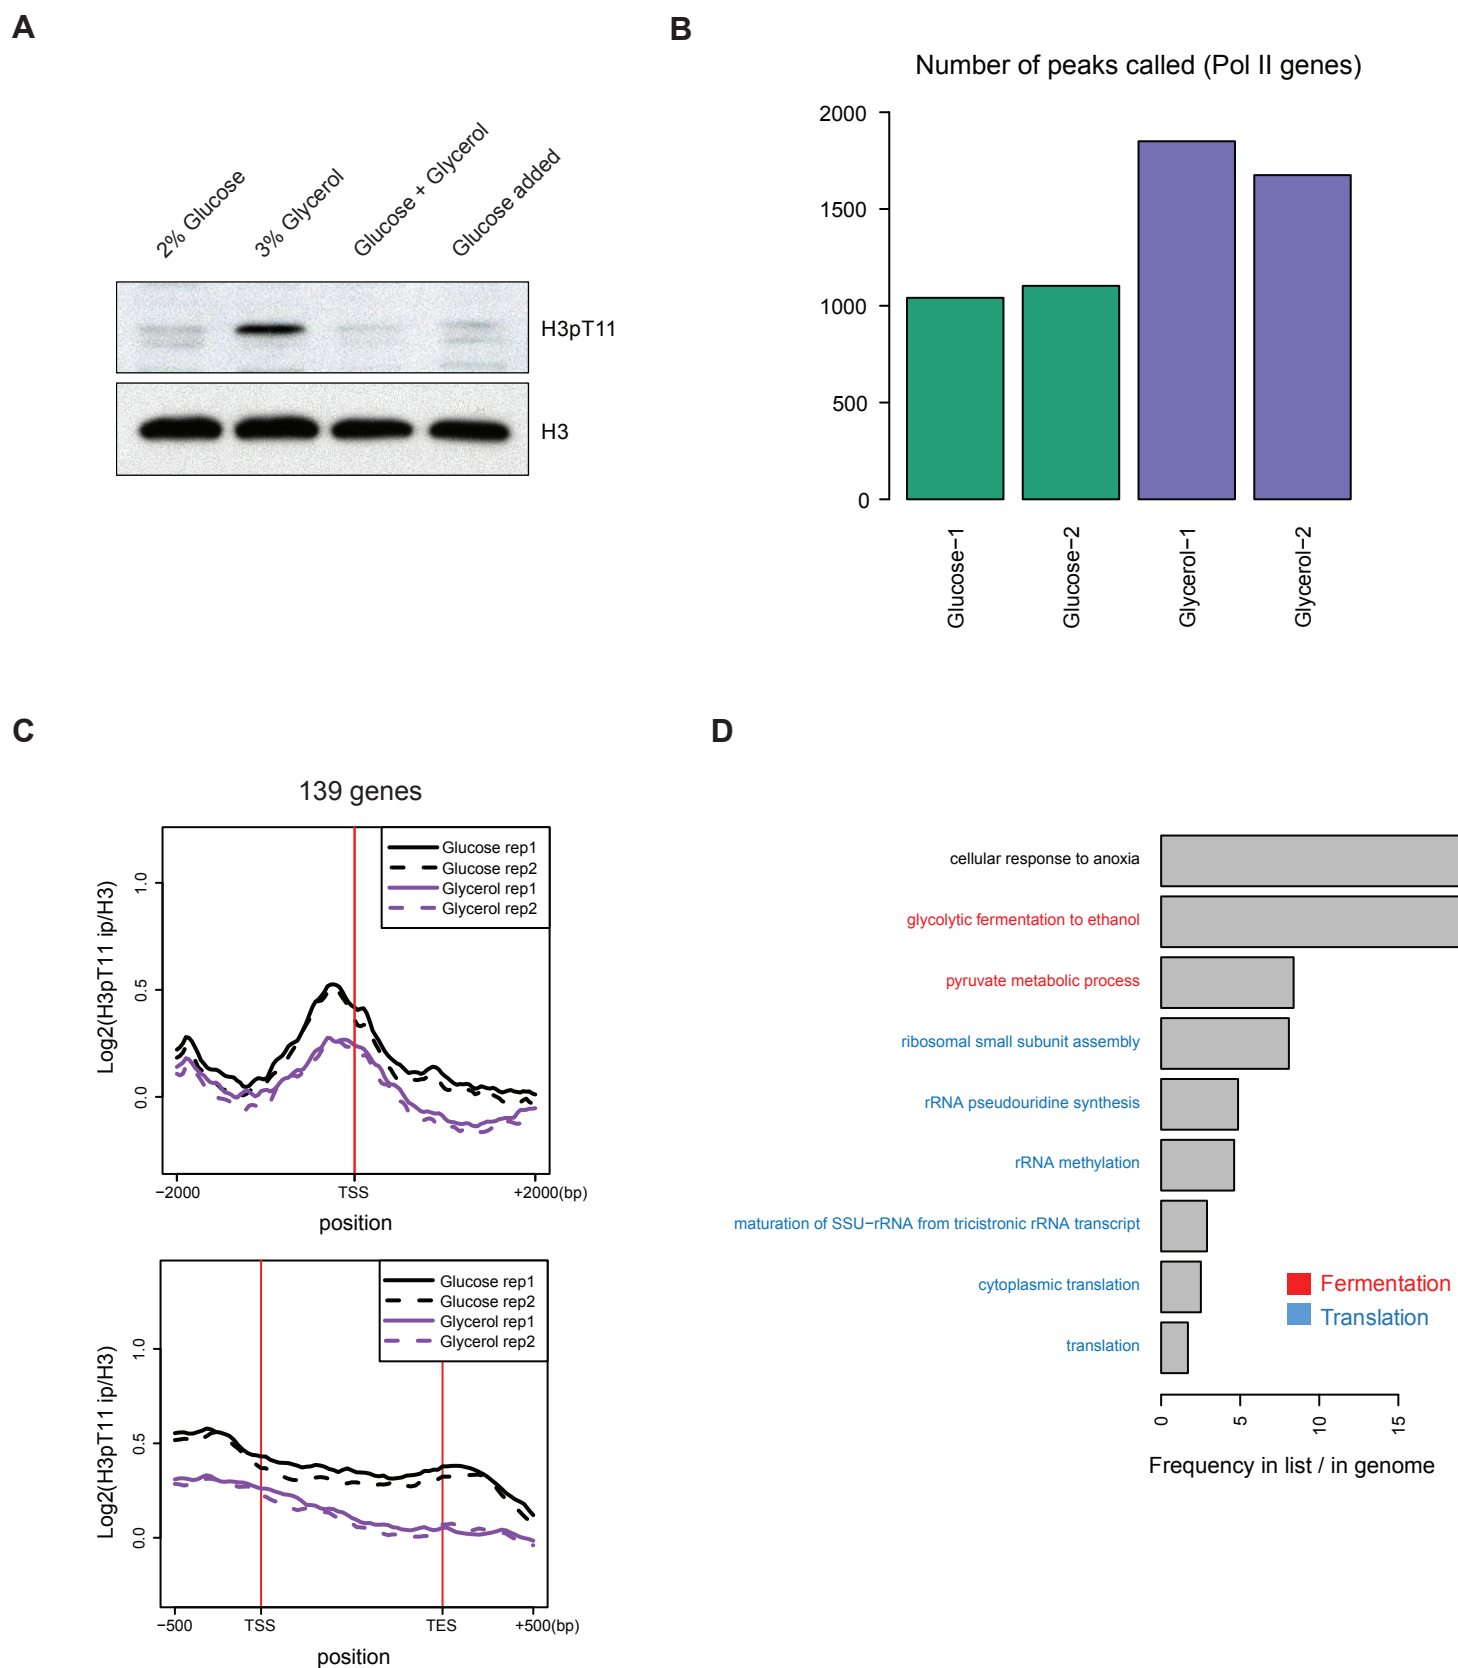 A
2% Glucose
3% Glycerol
Glucose + Glycerol
Glucose added
H3pT11
H3
B
Number of peaks called (Pol II genes)
2000
1500
1000
500
0
Glucose−1
Glucose−2
Glycerol−1
Glycerol−2
C
139 genes
Glucose rep1
Glucose rep2
Glycerol rep1
Glycerol rep2
Log2(H3pT11 ip/H3)
1.0
0.5
0.0
−2000
TSS
+2000(bp)
position
Glucose rep1
Glucose rep2
Glycerol rep1
Glycerol rep2
Log2(H3pT11 ip/H3)
1.0
0.5
0.0
−500
TSS
TES
+500(bp)
position
D
cellular response to anoxia
glycolytic fermentation to ethanol
pyruvate metabolic process
ribosomal small subunit assembly
rRNA pseudouridine synthesis
rRNA methylation
maturation of SSU−rRNA from tricistronic rRNA transcript
cytoplasmic translation
translation
Fermentation
Translation
0
5
10
15
Frequency in list / in genome